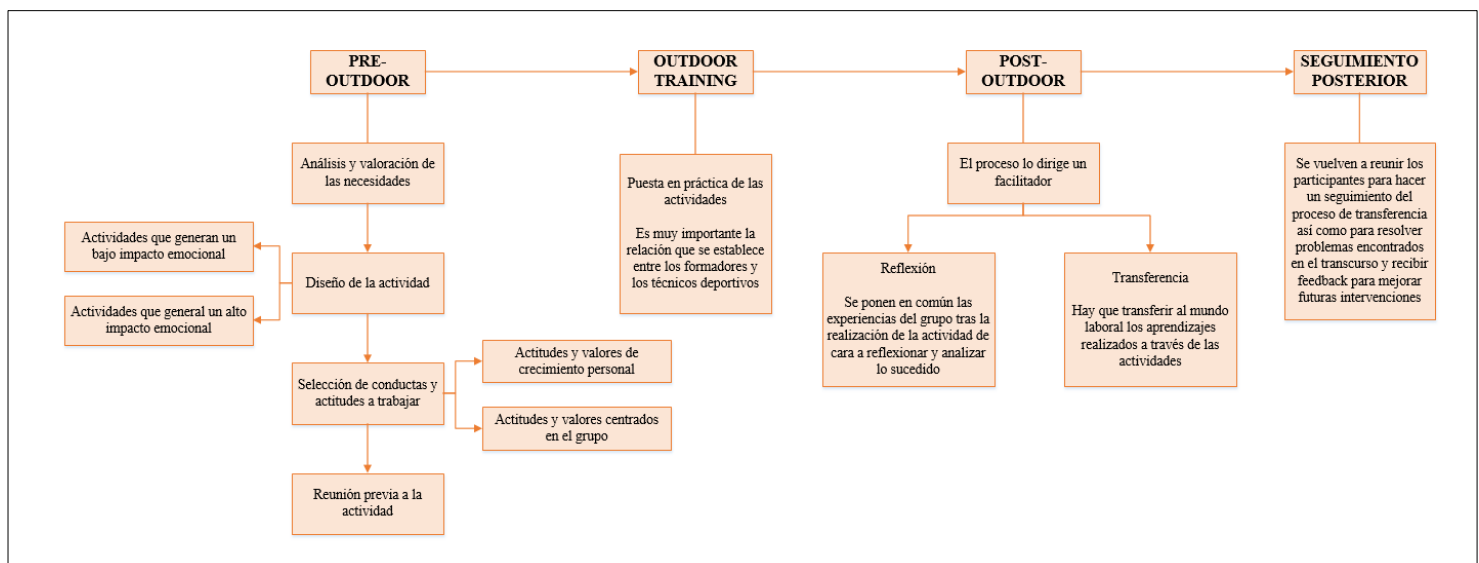 PRE-
OUTDOOR
Análisis y valoración de
las necesidades
Actividades que generan un
bajo impacto emocional
Diseño de la actividad
Actividades que general un alto
impacto emocional
Selección de conductas y
actitudes a trabajar
Actitudes y valores de
crecimiento personal
Actitudes y valores centrados
en el grupo
Reunión previa a la
actividad
OUTDOOR
TRAINING
Puesta en práctica de las
actividades
Es muy importante la
relación que se establece
entre los formadores y
los técnicos deportivos
POST-
OUTDOOR
El proceso lo dirige un
facilitador
Reflexión
Se ponen en común las
experiencias del grupo tras la
realización de la actividad de
cara a reflexionar y analizar
lo sucedido
Transferencia
Hay que transferir al mundo
laboral los aprendizajes
realizados a través de las
actividades
SEGUIMIENTO
POSTERIOR
Se vuelven a reunir los
participantes para hacer
un seguimiento del
proceso de transferencia
así como para resolver
problemas encontrados
en el transcurso y recibir
feedback para mejorar
futuras intervenciones